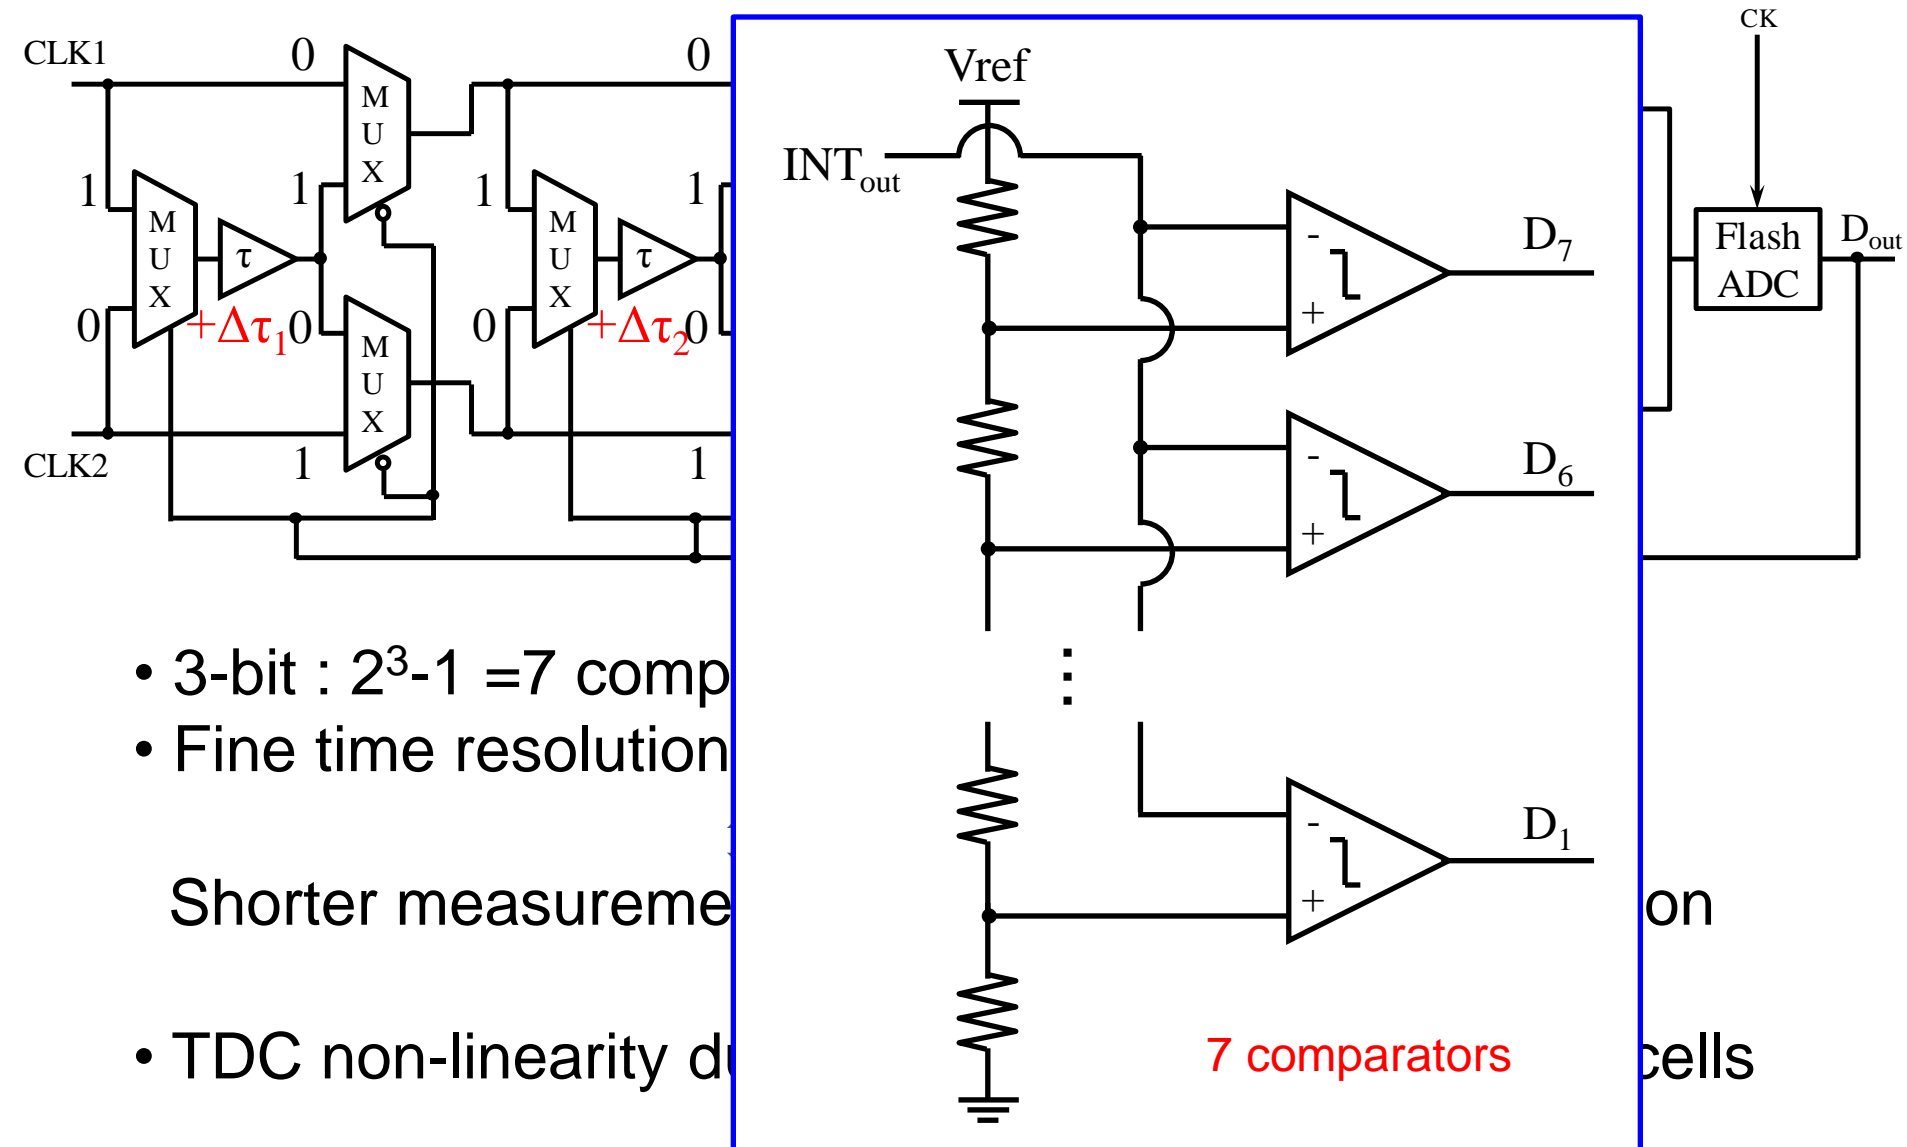 CK
CLK1
0
0
Vref
M
U
X
INTout
1
1
1
1
M
U
X
τ
M
U
X
τ
-
D7
Flash
ADC
Dout
0
+Δτ1
0
0
+Δτ2
0
+
M
U
X
CLK2
1
1
-
D6
+
• 3-bit : 2³-1 =7 comp
⋮
• Fine time resolution
-
D1
Shorter
+
on
• TDC non-linearity
7 comparators
cells